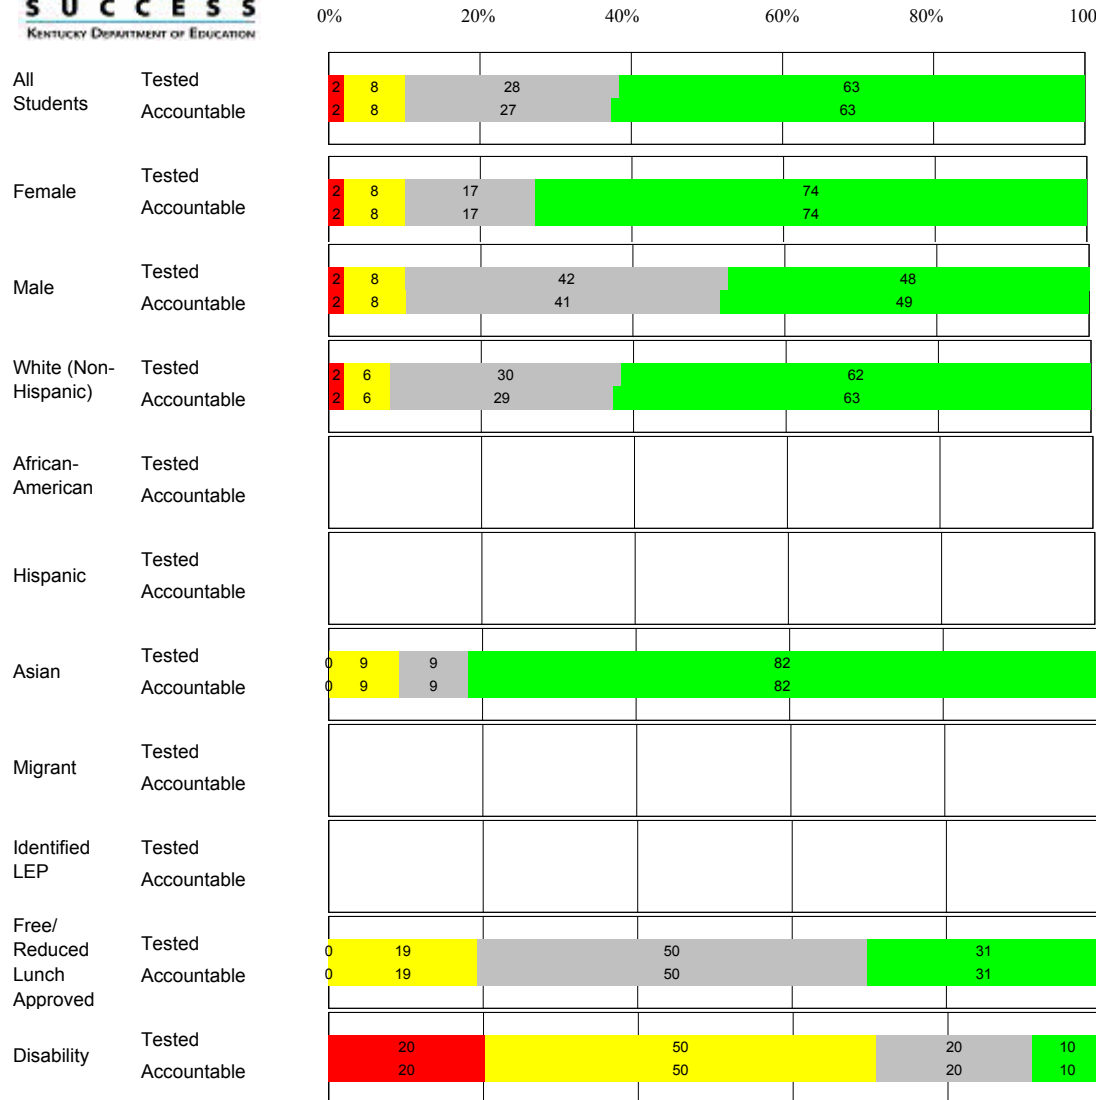 SUCCESS
KENTUCKY DEPARTMENT OF EDUCATION
0% 20% 40% 60% 80% 100
All Students
Tested 2 8 28 63
Accountable 2 8 27 63
Female
Tested 2 8 17 74
Accountable 2 8 17 74
Male
Tested 2 8 42 48
Accountable 2 8 41 49
White (Non-
Hispanic)
Tested 2 6 30 62
Accountable 2 6 29 63
African-
American
Tested
Accountable
Hispanic
Tested
Accountable
Asian
Tested 0 9 9 82
Accountable 0 9 9 82
Migrant
Tested
Accountable
Identified
LEP
Tested
Accountable
Free/
Reduced
Lunch
Approved
Tested 0 19 50 31
Accountable 0 19 50 31
Disability
Tested 20 50 20 10
Accountable 20 50 20 10